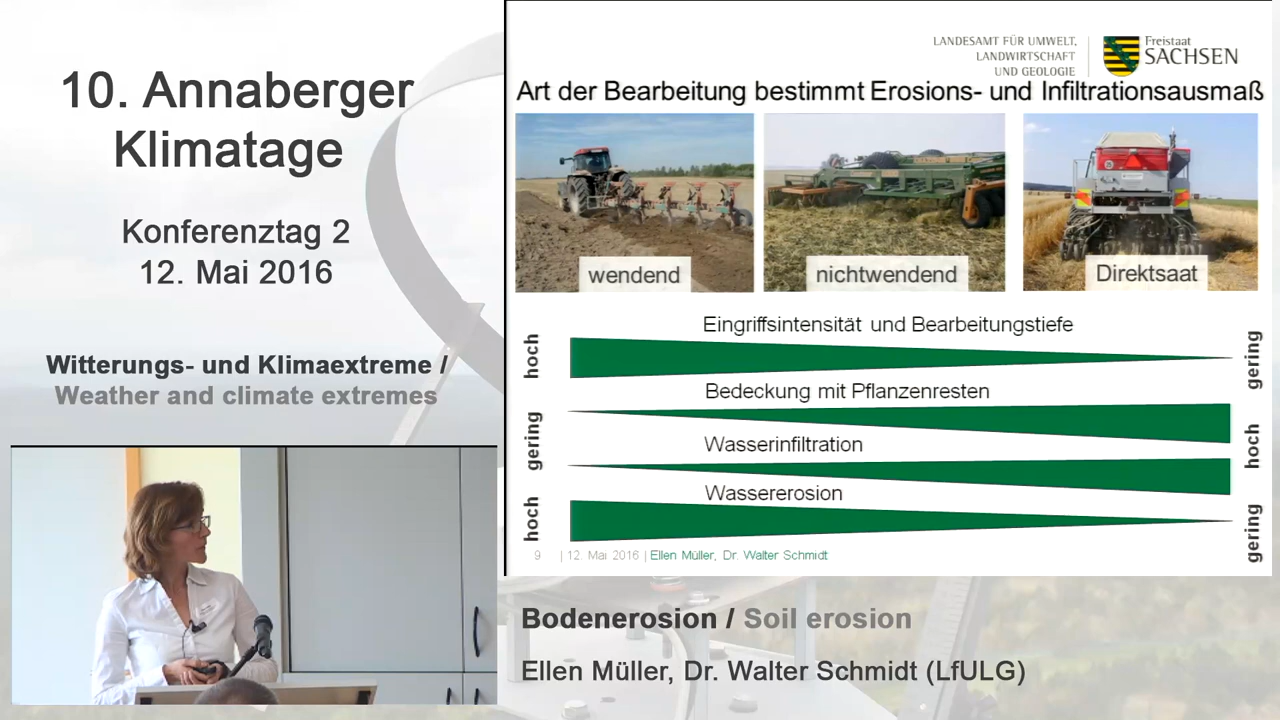 10. Annaberger
Klimatage
Konferenztag 2
12. Mai 2016
Witterungs- und Klimaextreme /
Weather and climate extremes
LANDESAMT FÜR UMWELT,
LANDWIRTSCHAFT
UND GEOLOGIE
Freistaat
SACHSEN
Art der Bearbeitung bestimmt Erosions- und Infiltrationsausmaß
wendend
nichtwendend
Direktsaat
Eingriffsintensität und Bearbeitungstiefe
hoch
gering
Bedeckung mit Pflanzenresten
gering
hoch
Wasserinfiltration
Wassererosion
hoch
gering
9 | 12. Mai 2016 | Ellen Müller, Dr. Walter Schmidt
Bodenerosion / Soil erosion
Ellen Müller, Dr. Walter Schmidt (LfULG)